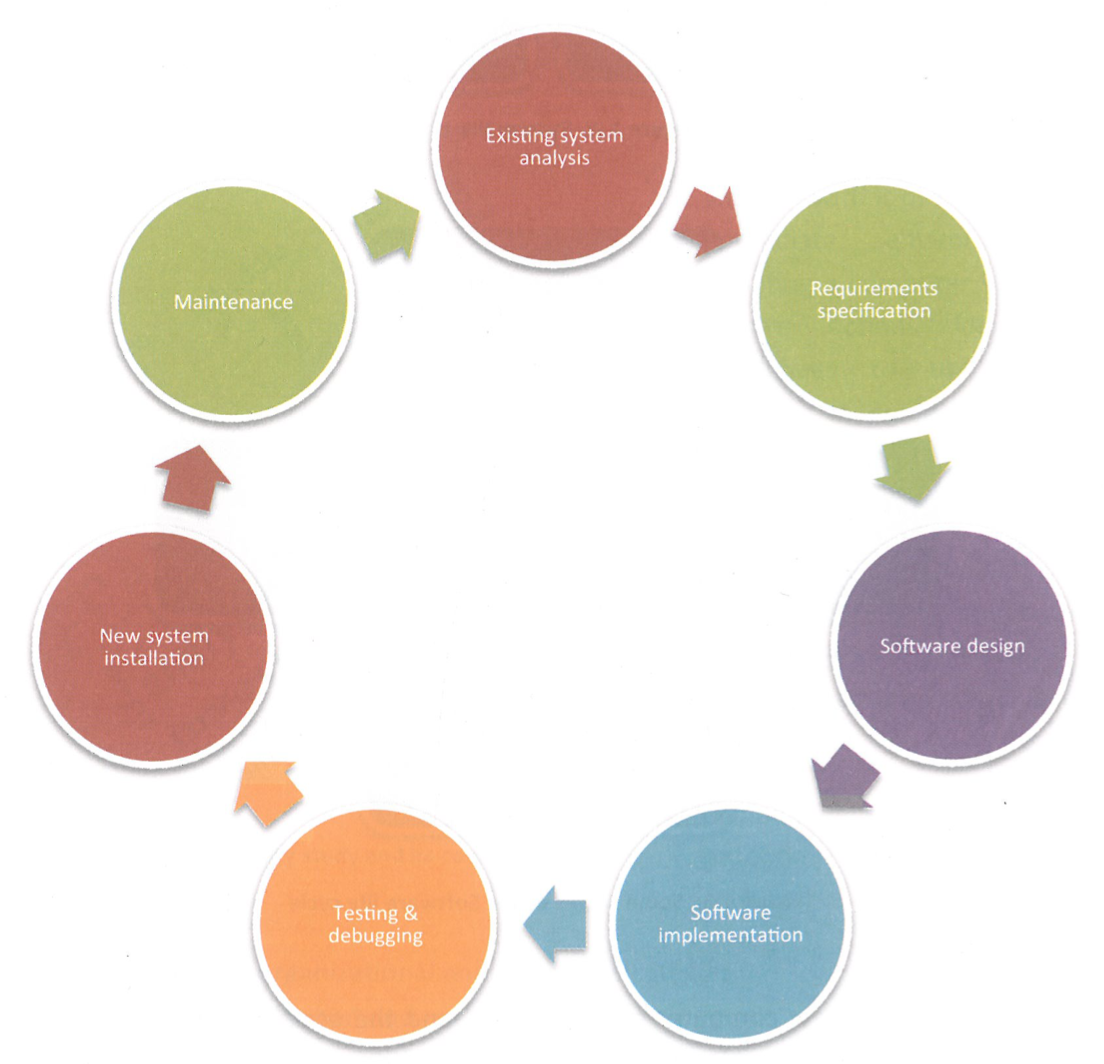 Existing system
analysis
Requirements
specification
Software design
Software
implementation
Testing &
debugging
New system
installation
Maintenance